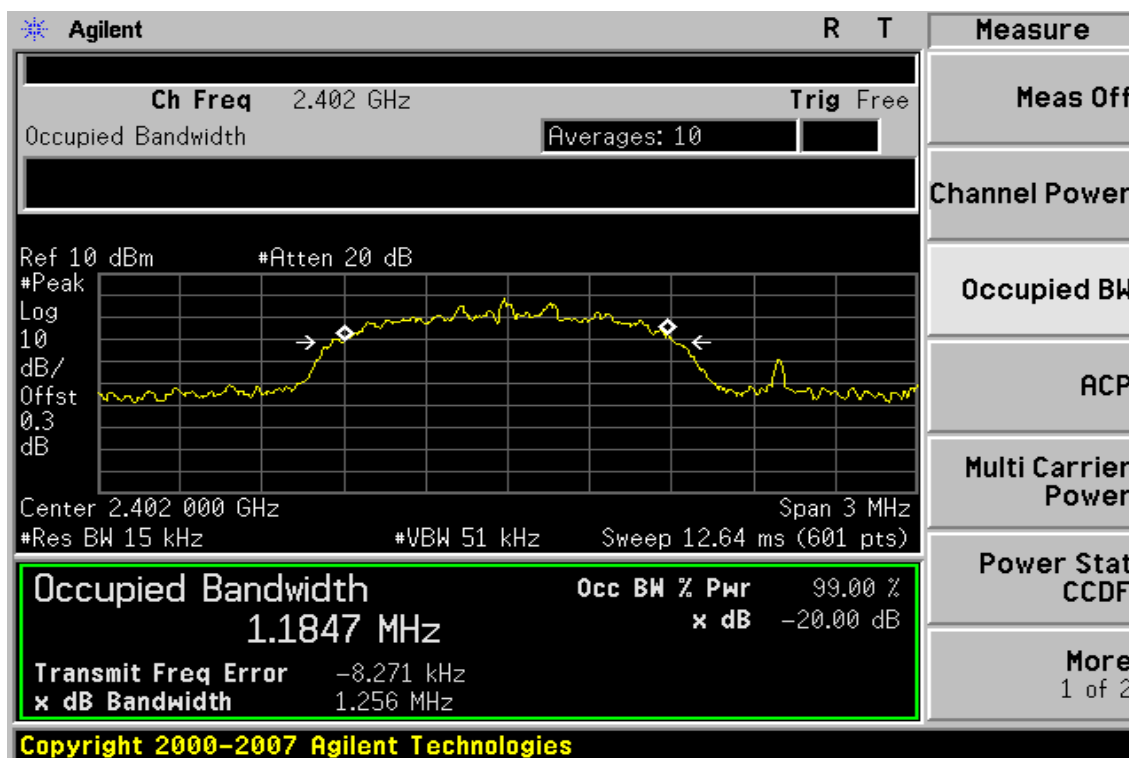 Agilent R T Measure
Ch Freq 2.402 GHz Trig Free
Occupied Bandwidth Averages: 10
Meas Off
Channel Power
Ref 10 dBm #Atten 20 dB
#Peak
Log
10
dB/
Offst
0.3
dB
Occupied BW
ACP
Multi Carrier
Power
Center 2.402 000 GHz Span 3 MHz
#Res BW 15 kHz #VBW 51 kHz Sweep 12.64 ms (601 pts)
Power Stat
CCDF
Occupied Bandwidth Occ BW % Pwr 99.00 %
1.1847 MHz x dB -20.00 dB
Transmit Freq Error -8.271 kHz
x dB Bandwidth 1.256 MHz
More
1 of 2
Copyright 2000-2007 Agilent Technologies